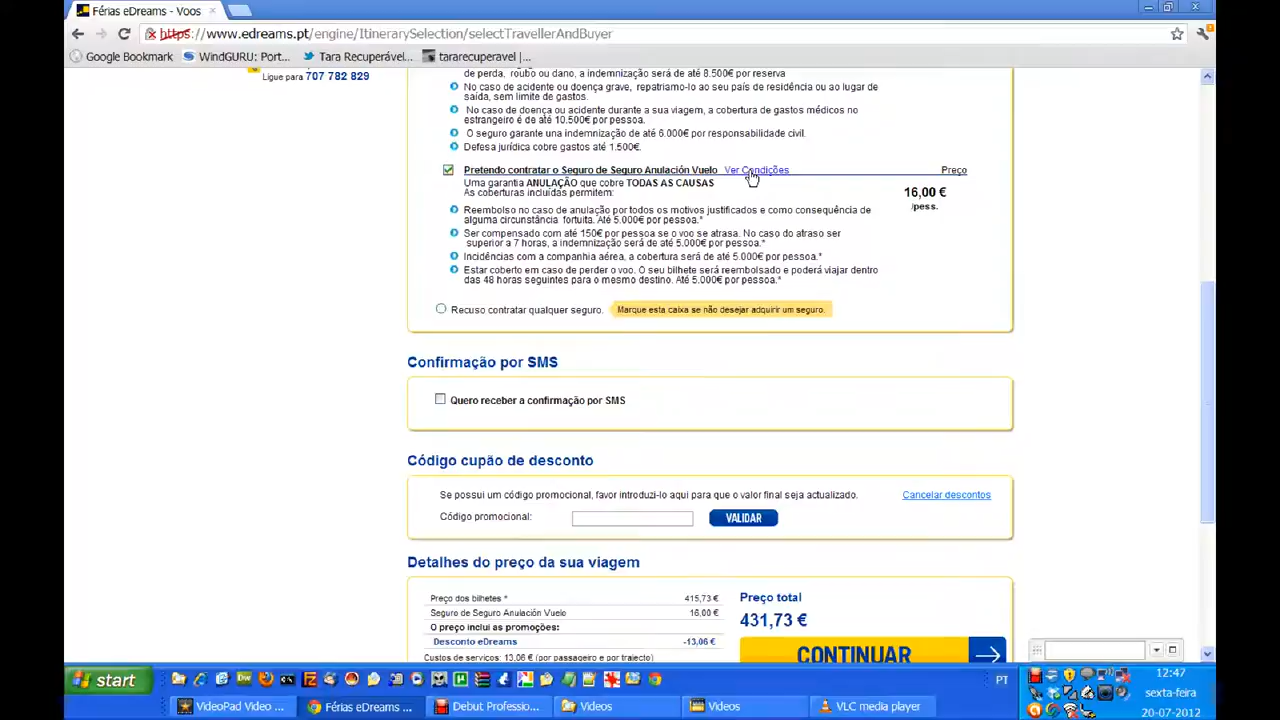 Férias eDreams - Voos
https://www.edreams.pt/engine/ItinerarySelection/selectTravellerAndBuyer
Google Bookmark
WindGURU: Port...
Tara Recuperável...
tararecuperavel |...
Ligue para 707 782 829
de perda, roubo ou dano, a indemnização será de até 8.500€ por reserva
No caso de acidente ou doença grave, repatriamo-lo ao seu país de residência ou ao lugar de
saída, sem limite de gastos.
No caso de doença ou acidente durante a sua viagem, a cobertura de gastos médicos no
estrangeiro é de até 10.500€ por pessoa.
O seguro garante una indemnização de até 6.000€ por responsabilidade civil.
Defesa jurídica cobre gastos até 1.500€.
Pretendo contratar o Seguro de Seguro Anulación Vuelo Ver Condições Preço
Uma garantia ANULAÇÃO que cobre TODAS AS CAUSAS
As coberturas incluídas permitem:
16,00 €
/pess.
Reembolso no caso de anulação por todos os motivos justificados e como consequência de
alguma circunstância fortuita. Até 5.000€ por pessoa.*
Ser compensado com até 150€ por pessoa se o voo se atrasa. No caso do atraso ser
superior a 7 horas, a indemnização será de até 5.000€ por pessoa.*
Incidências com a companhia aérea, a cobertura será de até 5.000€ por pessoa.*
Estar coberto em caso de perder o voo. O seu bilhete será reembolsado e poderá viajar dentro
das 48 horas seguintes para o mesmo destino. Até 5.000€ por pessoa.*
Recuso contratar qualquer seguro. Marque esta caixa se não desejar adquirir um seguro.
Confirmação por SMS
Quero receber a confirmação por SMS
Código cupão de desconto
Se possui um código promocional, favor introduzi-lo aqui para que o valor final seja actualizado. Cancelar descontos
Código promocional: VALIDAR
Detalhes do preço da sua viagem
Preço dos bilhetes * 415,73 €
Seguro de Seguro Anulación Vuelo 16,00 €
O preço inclui as promoções:
Desconto eDreams -13,06 €
Custos de serviços: 13,06 € (por passageiro e por trajecto)
Preço total
431,73 €
CONTINUAR
start
PT
12:47
sexta-feira
20-07-2012
VideoPad Video ...
Férias eDreams ...
Debut Professio...
Videos
Videos
VLC media player